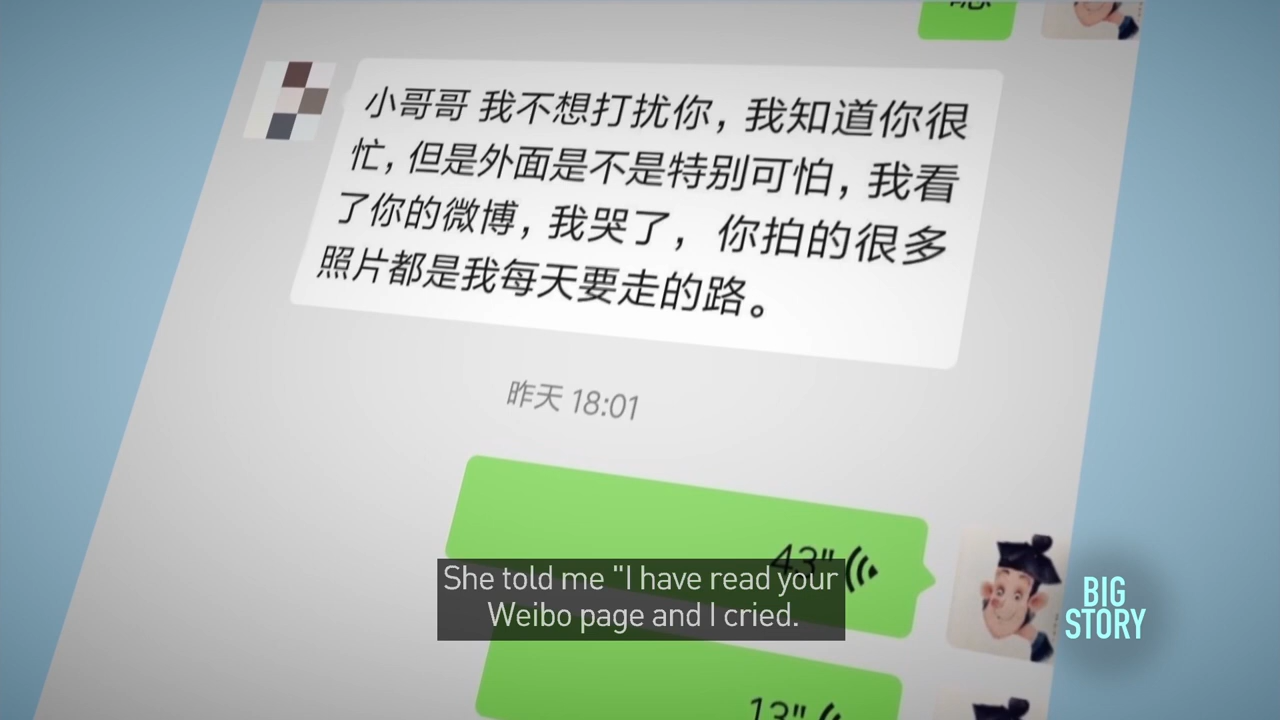 小哥哥 我不想打扰你，我知道你很
忙，但是外面是不是特别可怕，我看
了你的微博，我哭了，你拍的很多
照片都是我每天要走的路。
昨天 18:01
43"
She told me "I have read your
Weibo page and I cried.
BIG
STORY
13"